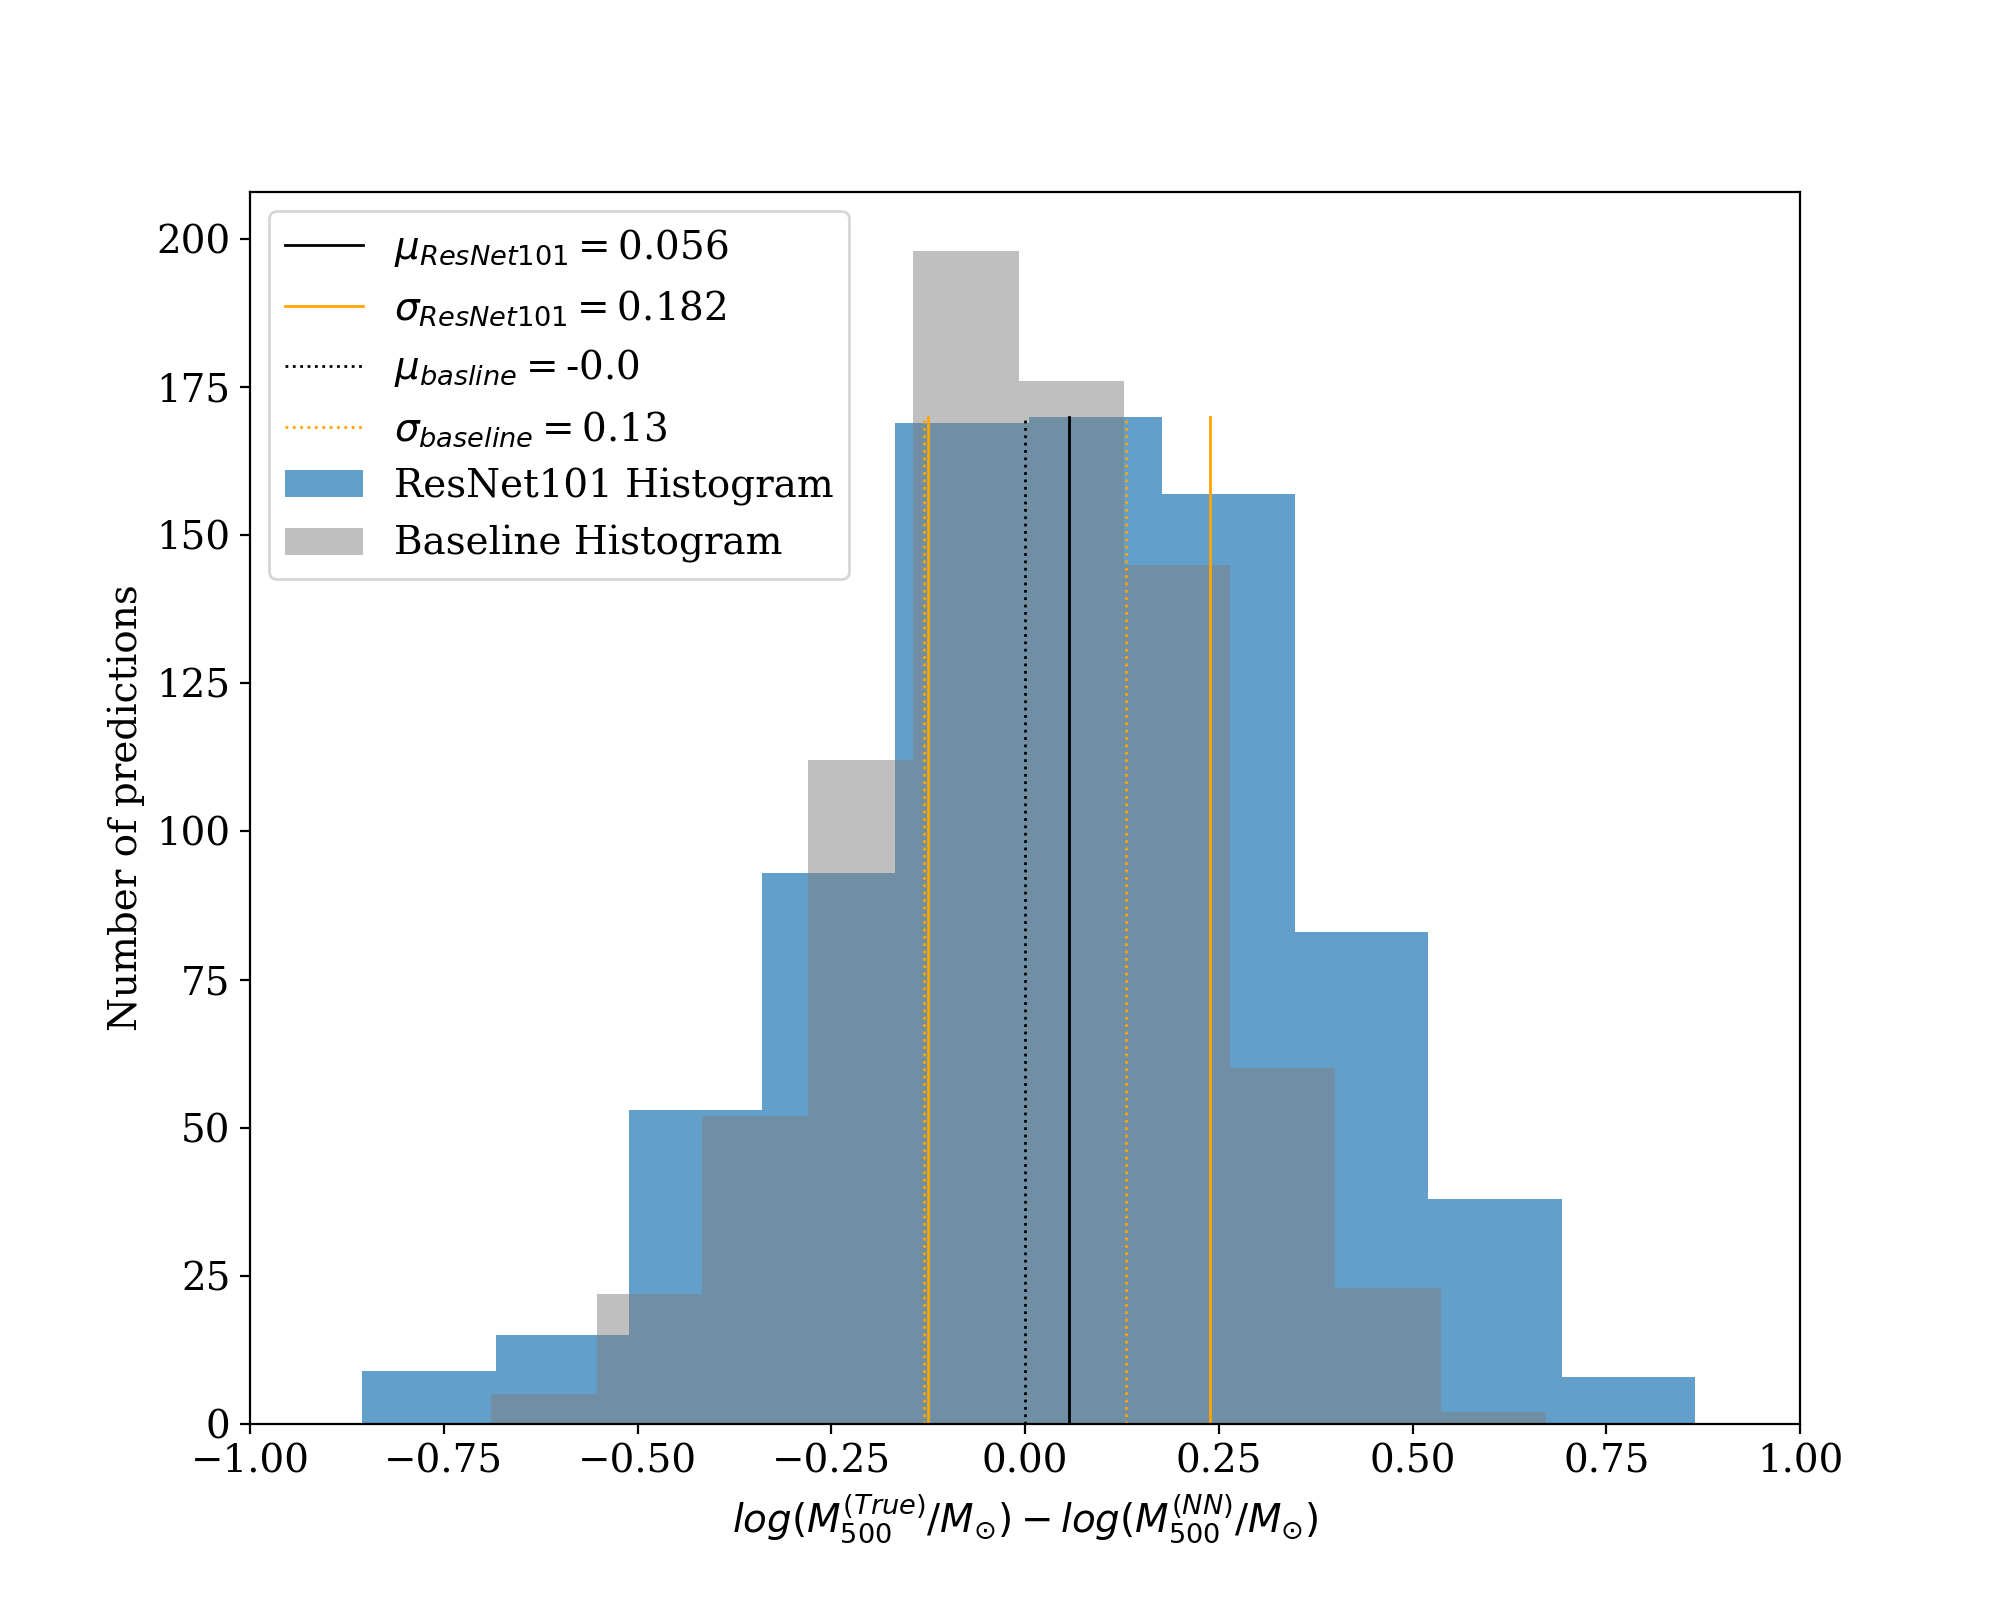 μ_ResNet101 = 0.056
σ_ResNet101 = 0.182
μ_basline = -0.0
σ_baseline = 0.13
ResNet101 Histogram
Baseline Histogram
Number of predictions
200
175
150
125
100
75
50
25
0
−1.00 −0.75 −0.50 −0.25 0.00 0.25 0.50 0.75 1.00
log(M_500^(True)/M_⊙) − log(M_500^(NN)/M_⊙)